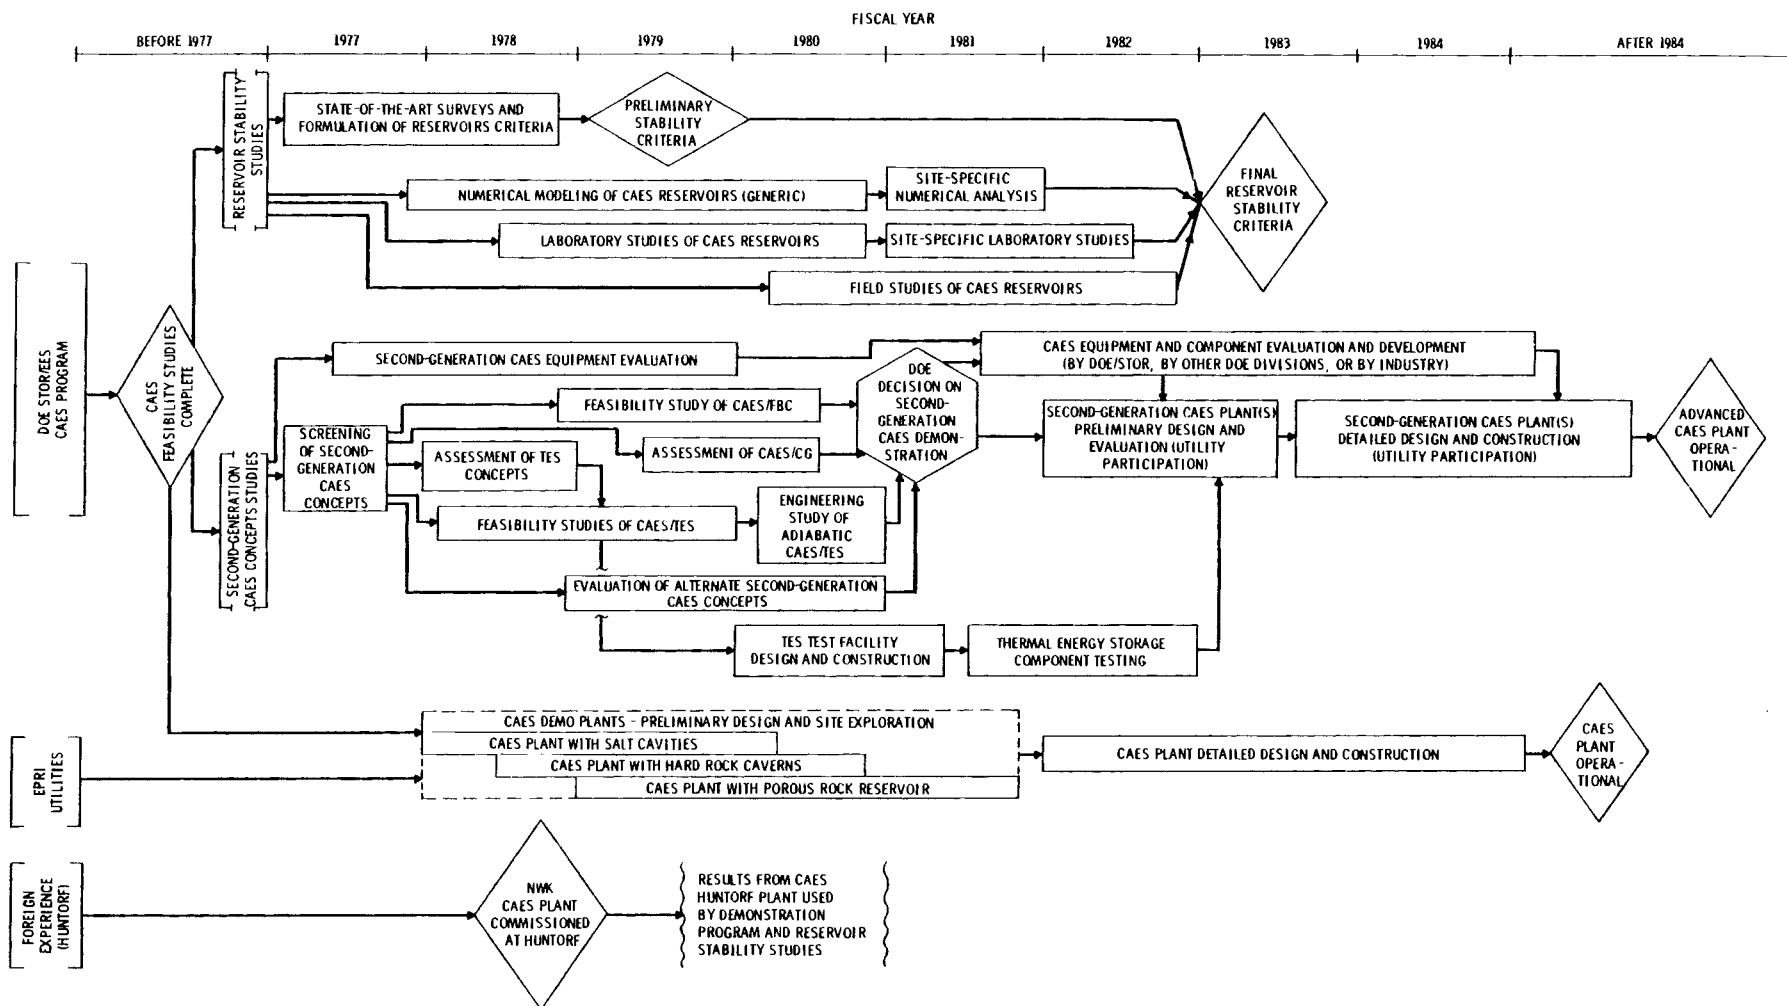 FISCAL YEAR
BEFORE 1977
1977
1978
1979
1980
1981
1982
1983
1984
AFTER 1984
RESERVOIR STABILITY
STUDIES
STATE-OF-THE-ART SURVEYS AND
FORMULATION OF RESERVOIRS CRITERIA
PRELIMINARY
STABILITY
CRITERIA
NUMERICAL MODELING OF CAES RESERVOIRS (GENERIC)
SITE-SPECIFIC
NUMERICAL ANALYSIS
LABORATORY STUDIES OF CAES RESERVOIRS
SITE-SPECIFIC LABORATORY STUDIES
FIELD STUDIES OF CAES RESERVOIRS
FINAL
RESERVOIR
STABILITY
CRITERIA
DOE STOR/EES
CAES PROGRAM
CAES
FEASIBILITY STUDIES
COMPLETE
SECOND-GENERATION
CAES CONCEPTS STUDIES
SECOND-GENERATION CAES EQUIPMENT EVALUATION
CAES EQUIPMENT AND COMPONENT EVALUATION AND DEVELOPMENT
(BY DOE/STOR, BY OTHER DOE DIVISIONS, OR BY INDUSTRY)
SCREENING
OF SECOND-
GENERATION
CAES
CONCEPTS
FEASIBILITY STUDY OF CAES/FBC
ASSESSMENT OF TES
CONCEPTS
ASSESSMENT OF CAES/CG
FEASIBILITY STUDIES OF CAES/TES
ENGINEERING
STUDY OF
ADIABATIC
CAES/TES
EVALUATION OF ALTERNATE SECOND-GENERATION
CAES CONCEPTS
DOE
DECISION ON
SECOND-
GENERATION
CAES DEMON-
STRATION
SECOND-GENERATION CAES PLANT(S)
PRELIMINARY DESIGN AND
EVALUATION (UTILITY
PARTICIPATION)
SECOND-GENERATION CAES PLANT(S)
DETAILED DESIGN AND CONSTRUCTION
(UTILITY PARTICIPATION)
ADVANCED
CAES PLANT
OPERA-
TIONAL
TES TEST FACILITY
DESIGN AND CONSTRUCTION
THERMAL ENERGY STORAGE
COMPONENT TESTING
EPRI
UTILITIES
CAES DEMO PLANTS - PRELIMINARY DESIGN AND SITE EXPLORATION
CAES PLANT WITH SALT CAVITIES
CAES PLANT WITH HARD ROCK CAVERNS
CAES PLANT WITH POROUS ROCK RESERVOIR
CAES PLANT DETAILED DESIGN AND CONSTRUCTION
CAES
PLANT
OPERA-
TIONAL
FOREIGN
EXPERIENCE
(HUNTORF)
NWK
CAES PLANT
COMMISSIONED
AT HUNTORF
RESULTS FROM CAES
HUNTORF PLANT USED
BY DEMONSTRATION
PROGRAM AND RESERVOIR
STABILITY STUDIES